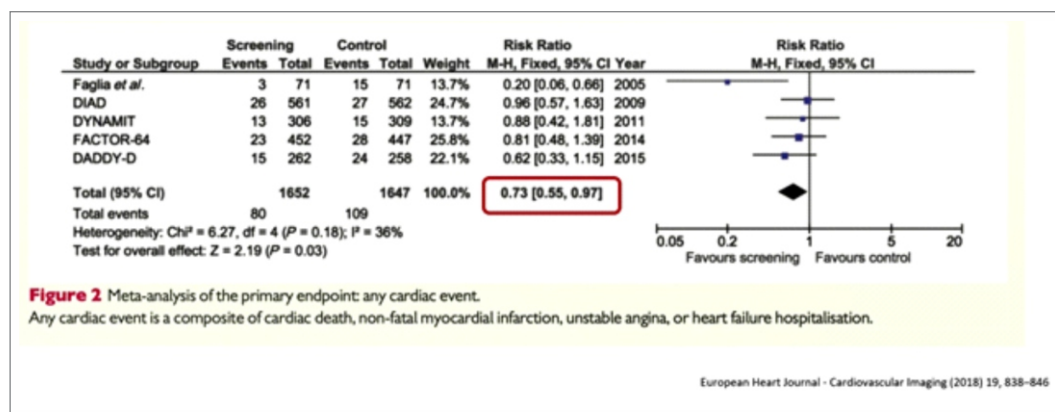 Screening Control Risk Ratio Risk Ratio
Study or Subgroup Events Total Events Total Weight M-H, Fixed, 95% CI Year M-H, Fixed, 95% CI
Faglia et al. 3 71 15 71 13.7% 0.20 [0.06, 0.66] 2005
DIAD 26 561 27 562 24.7% 0.96 [0.57, 1.63] 2009
DYNAMIT 13 306 15 309 13.7% 0.88 [0.42, 1.81] 2011
FACTOR-64 23 452 28 447 25.8% 0.81 [0.48, 1.39] 2014
DADDY-D 15 262 24 258 22.1% 0.62 [0.33, 1.15] 2015
Total (95% CI) 1652 1647 100.0% 0.73 [0.55, 0.97]
Total events 80 109
Heterogeneity: Chi² = 6.27, df = 4 (P = 0.18); I² = 36%
Test for overall effect: Z = 2.19 (P = 0.03)
0.05 0.2 1 5 20
Favours screening Favours control
Figure 2 Meta-analysis of the primary endpoint: any cardiac event.
Any cardiac event is a composite of cardiac death, non-fatal myocardial infarction, unstable angina, or heart failure hospitalisation.
European Heart Journal - Cardiovascular Imaging (2018) 19, 838–846